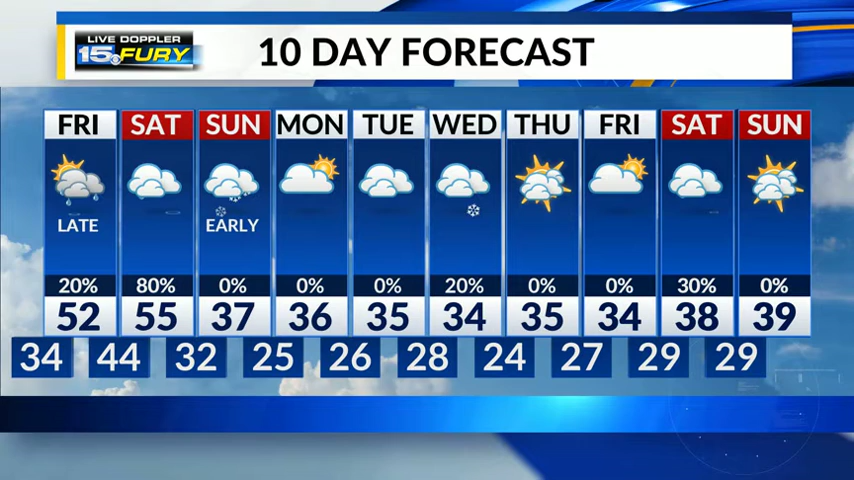 LIVE DOPPLER
15 FURY
10 DAY FORECAST
FRI SAT SUN MON TUE WED THU FRI SAT SUN
LATE EARLY
20% 80% 0% 0% 0% 20% 0% 0% 30% 0%
52 55 37 36 35 34 35 34 38 39
34 44 32 25 26 28 24 27 29 29